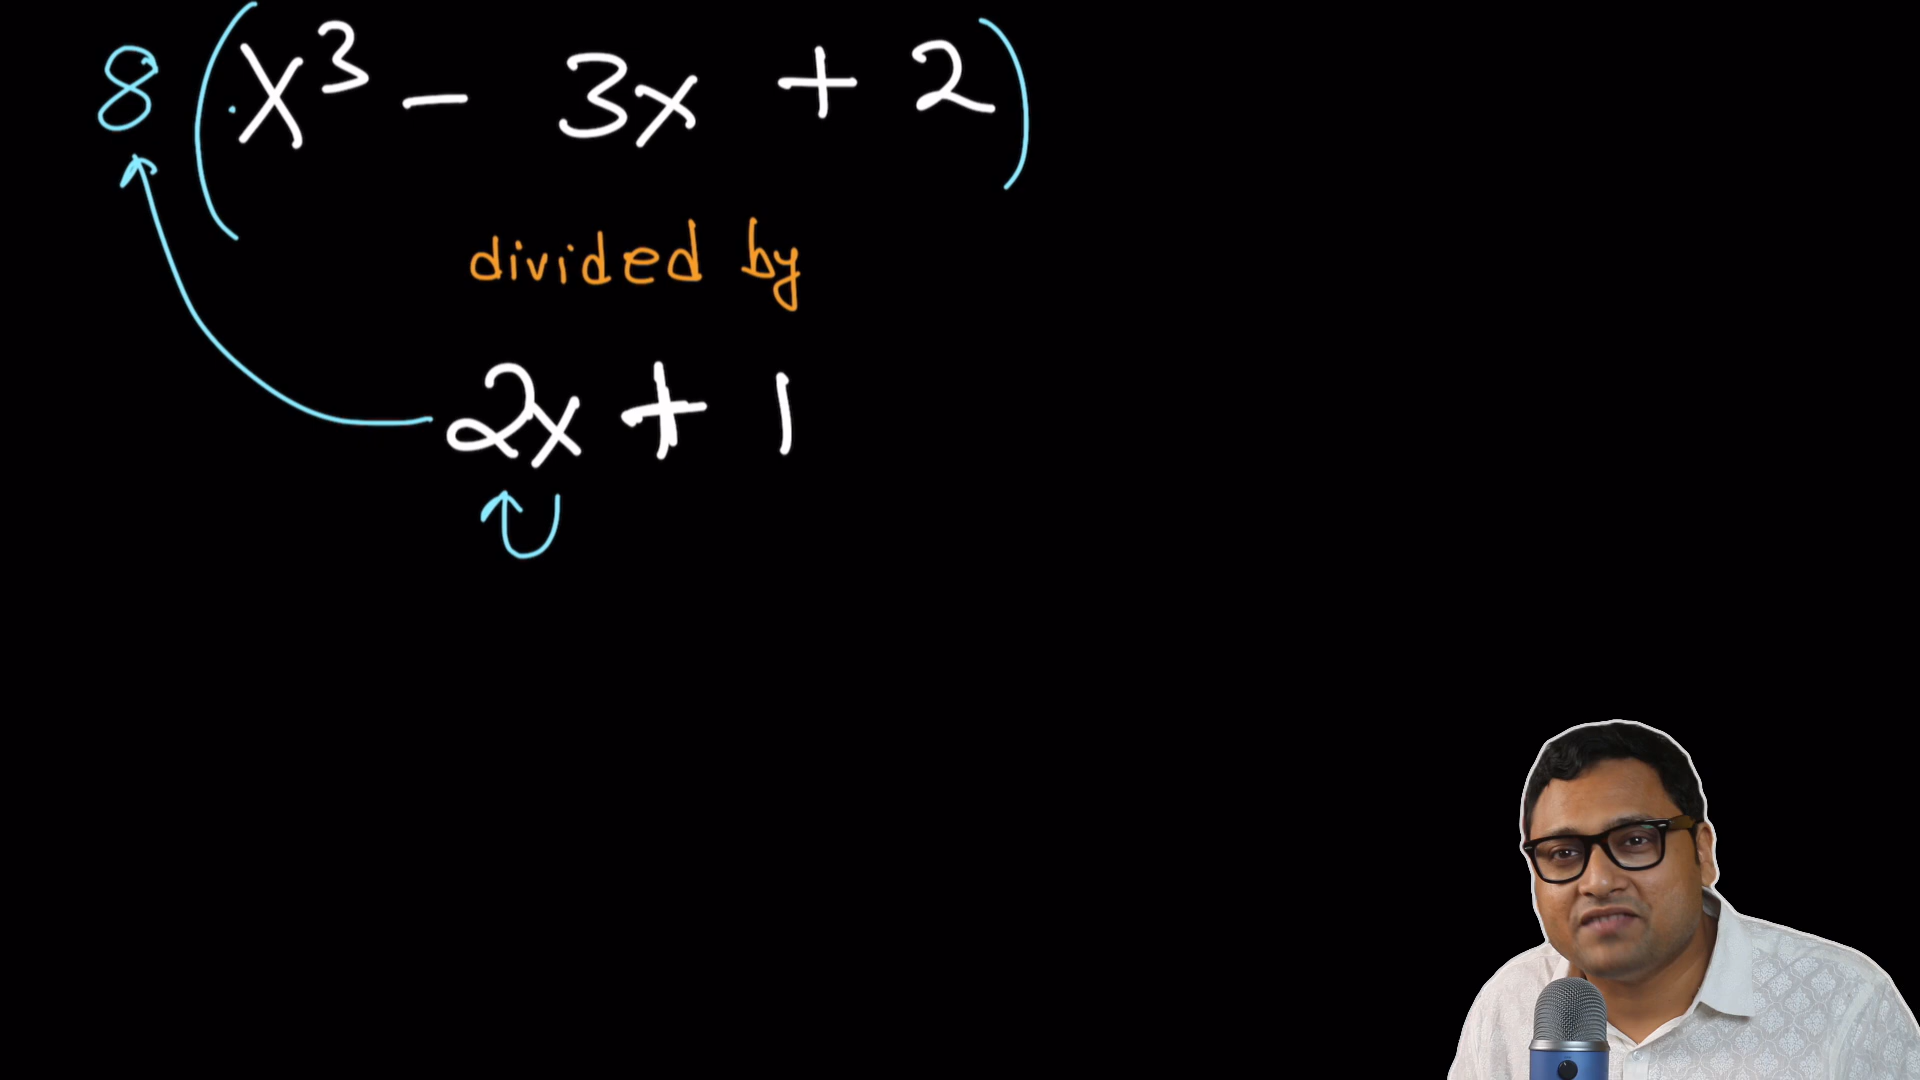 8(x³ - 3x + 2)
divided by
2x + 1